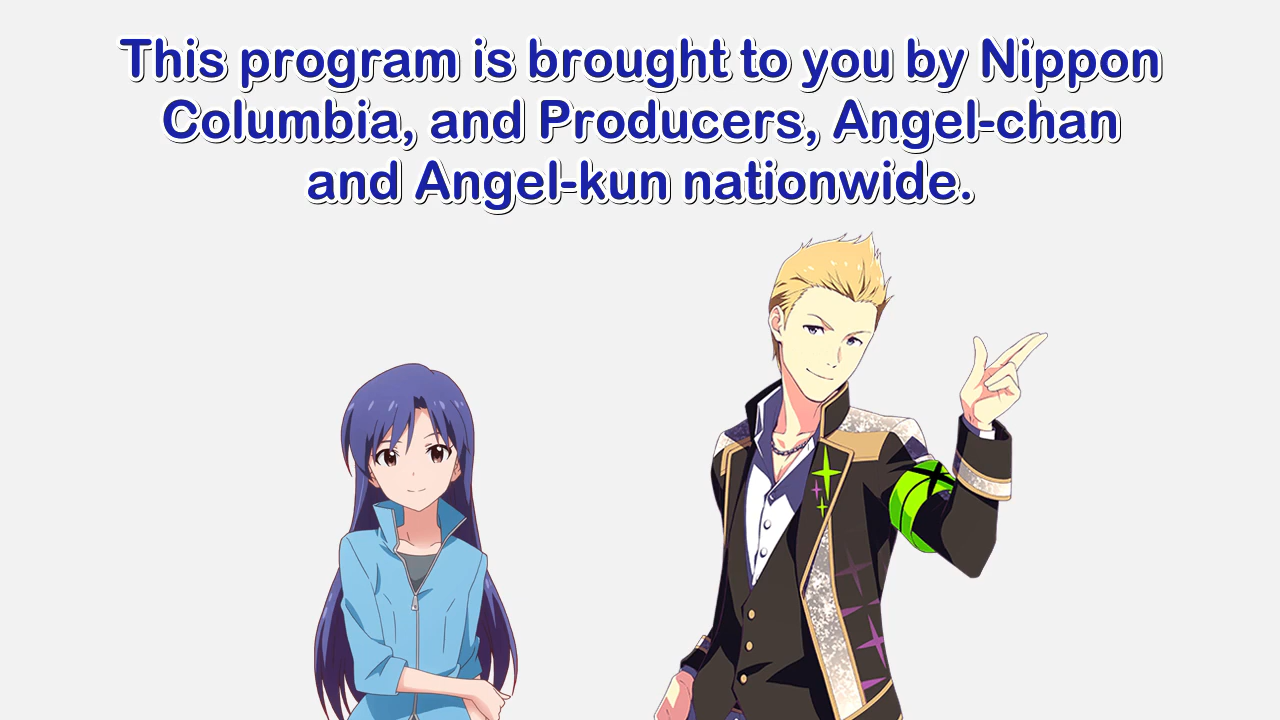 This program is brought to you by Nippon
Columbia, and Producers, Angel-chan
and Angel-kun nationwide.